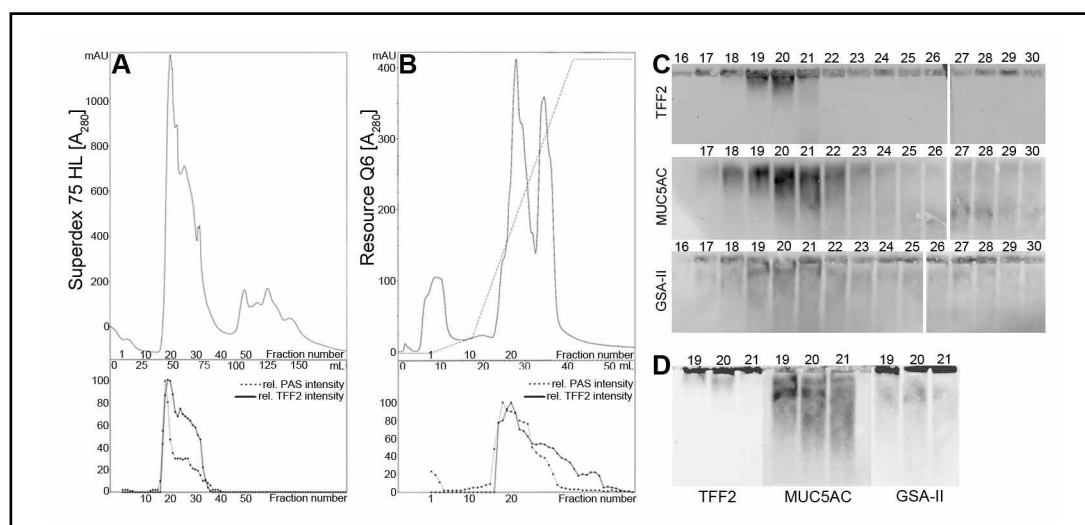 A
mAU
1000
800
600
400
200
0
Superdex 75 HL [A280]
1 10 20 30 40 50 Fraction number
25 50 75 100 125 150 mL
100
80
60
40
20
0
rel. PAS intensity
rel. TFF2 intensity
10 20 30 40 50
Fraction number
B
mAU
400
300
200
100
0
Resource Q6 [A280]
1 10 20 Fraction number
0 10 20 30 40 50 mL
100
80
60
40
20
0
rel. PAS intensity
rel. TFF2 intensity
1 10 20
Fraction number
C
16 17 18 19 20 21 22 23 24 25 26 27 28 29 30
TFF2
17 18 19 20 21 22 23 24 25 26 27 28 29 30
MUC5AC
16 17 18 19 20 21 22 23 24 25 26 27 28 29 30
GSA-II
D
19 20 21 19 20 21 19 20 21
TFF2 MUC5AC GSA-II